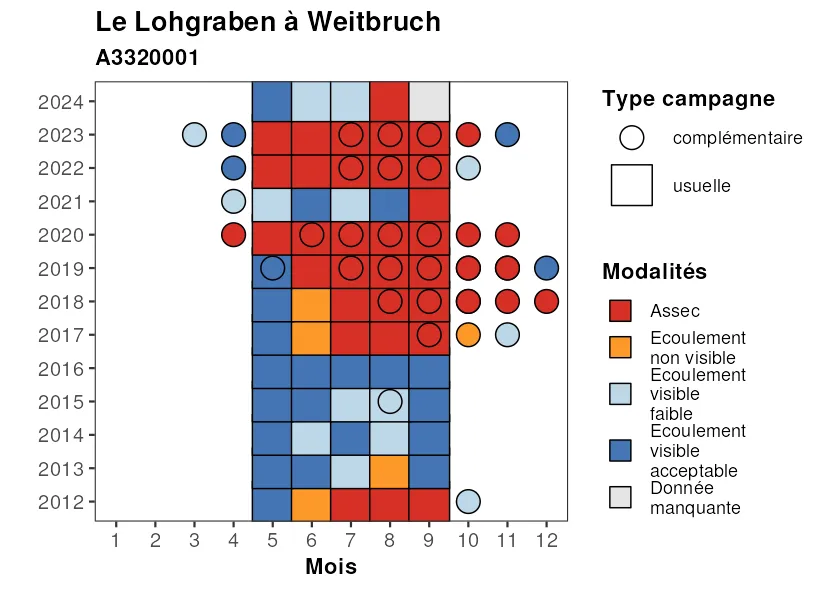 Le Lohgraben à Weitbruch
A3320001
2024
2023
2022
2021
2020
2019
2018
2017
2016
2015
2014
2013
2012
1 2 3 4 5 6 7 8 9 10 11 12
Mois
Type campagne
complémentaire
usuelle
Modalités
Assec
Ecoulement
non visible
Ecoulement
visible
faible
Ecoulement
visible
acceptable
Donnée
manquante